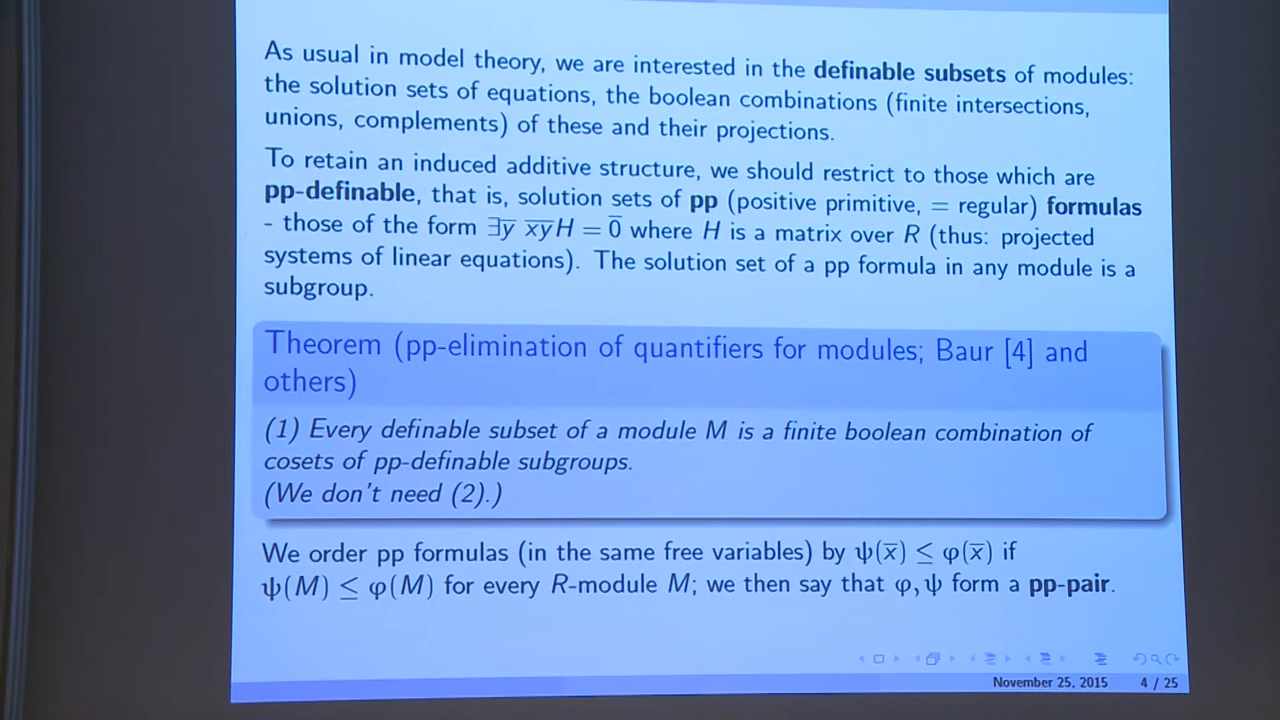 As usual in model theory, we are interested in the definable subsets of modules:
the solution sets of equations, the boolean combinations (finite intersections,
unions, complements) of these and their projections.
To retain an induced additive structure, we should restrict to those which are
pp-definable, that is, solution sets of pp (positive primitive, = regular) formulas
- those of the form ∃y̅ x̅y̅H = 0̅ where H is a matrix over R (thus: projected
systems of linear equations). The solution set of a pp formula in any module is a
subgroup.
Theorem (pp-elimination of quantifiers for modules; Baur [4] and
others)
(1) Every definable subset of a module M is a finite boolean combination of
cosets of pp-definable subgroups.
(We don't need (2).)
We order pp formulas (in the same free variables) by ψ(x̅) ≤ φ(x̅) if
ψ(M) ≤ φ(M) for every R-module M; we then say that φ, ψ form a pp-pair.
November 25, 2015 4 / 25